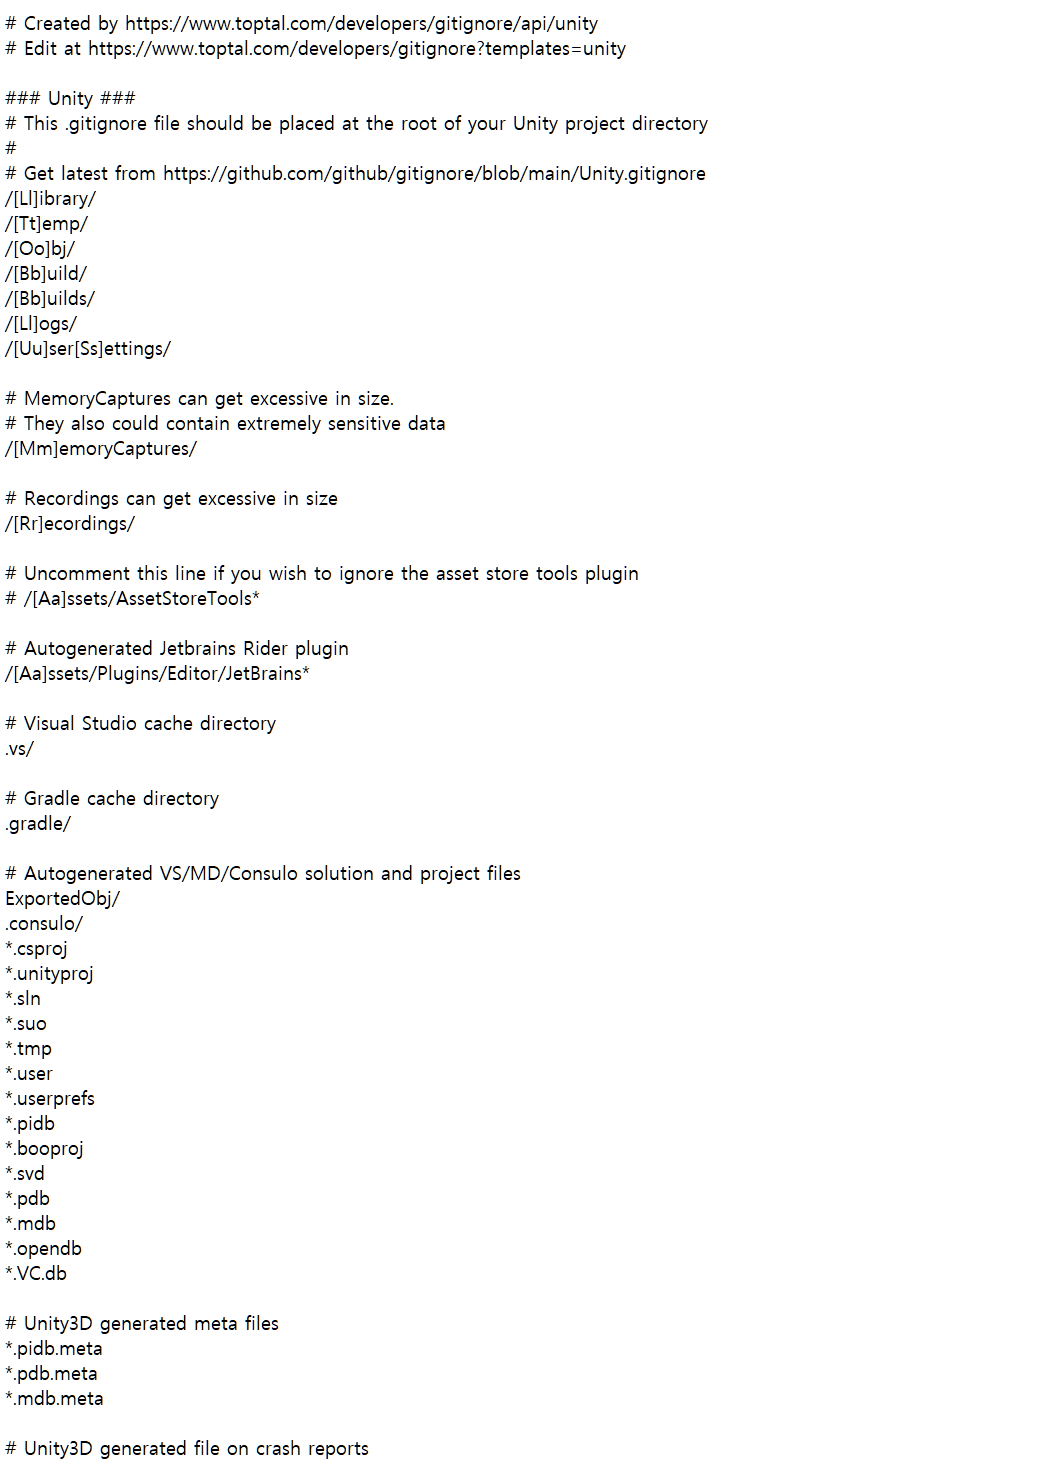 # Created by https://www.toptal.com/developers/gitignore/api/unity
# Edit at https://www.toptal.com/developers/gitignore?templates=unity

### Unity ###
# This .gitignore file should be placed at the root of your Unity project directory
#
# Get latest from https://github.com/github/gitignore/blob/main/Unity.gitignore
/[Ll]ibrary/
/[Tt]emp/
/[Oo]bj/
/[Bb]uild/
/[Bb]uilds/
/[Ll]ogs/
/[Uu]ser[Ss]ettings/

# MemoryCaptures can get excessive in size.
# They also could contain extremely sensitive data
/[Mm]emoryCaptures/

# Recordings can get excessive in size
/[Rr]ecordings/

# Uncomment this line if you wish to ignore the asset store tools plugin
# /[Aa]ssets/AssetStoreTools*

# Autogenerated Jetbrains Rider plugin
/[Aa]ssets/Plugins/Editor/JetBrains*

# Visual Studio cache directory
.vs/

# Gradle cache directory
.gradle/

# Autogenerated VS/MD/Consulo solution and project files
ExportedObj/
.consulo/
*.csproj
*.unityproj
*.sln
*.suo
*.tmp
*.user
*.userprefs
*.pidb
*.booproj
*.svd
*.pdb
*.mdb
*.opendb
*.VC.db

# Unity3D generated meta files
*.pidb.meta
*.pdb.meta
*.mdb.meta

# Unity3D generated file on crash reports